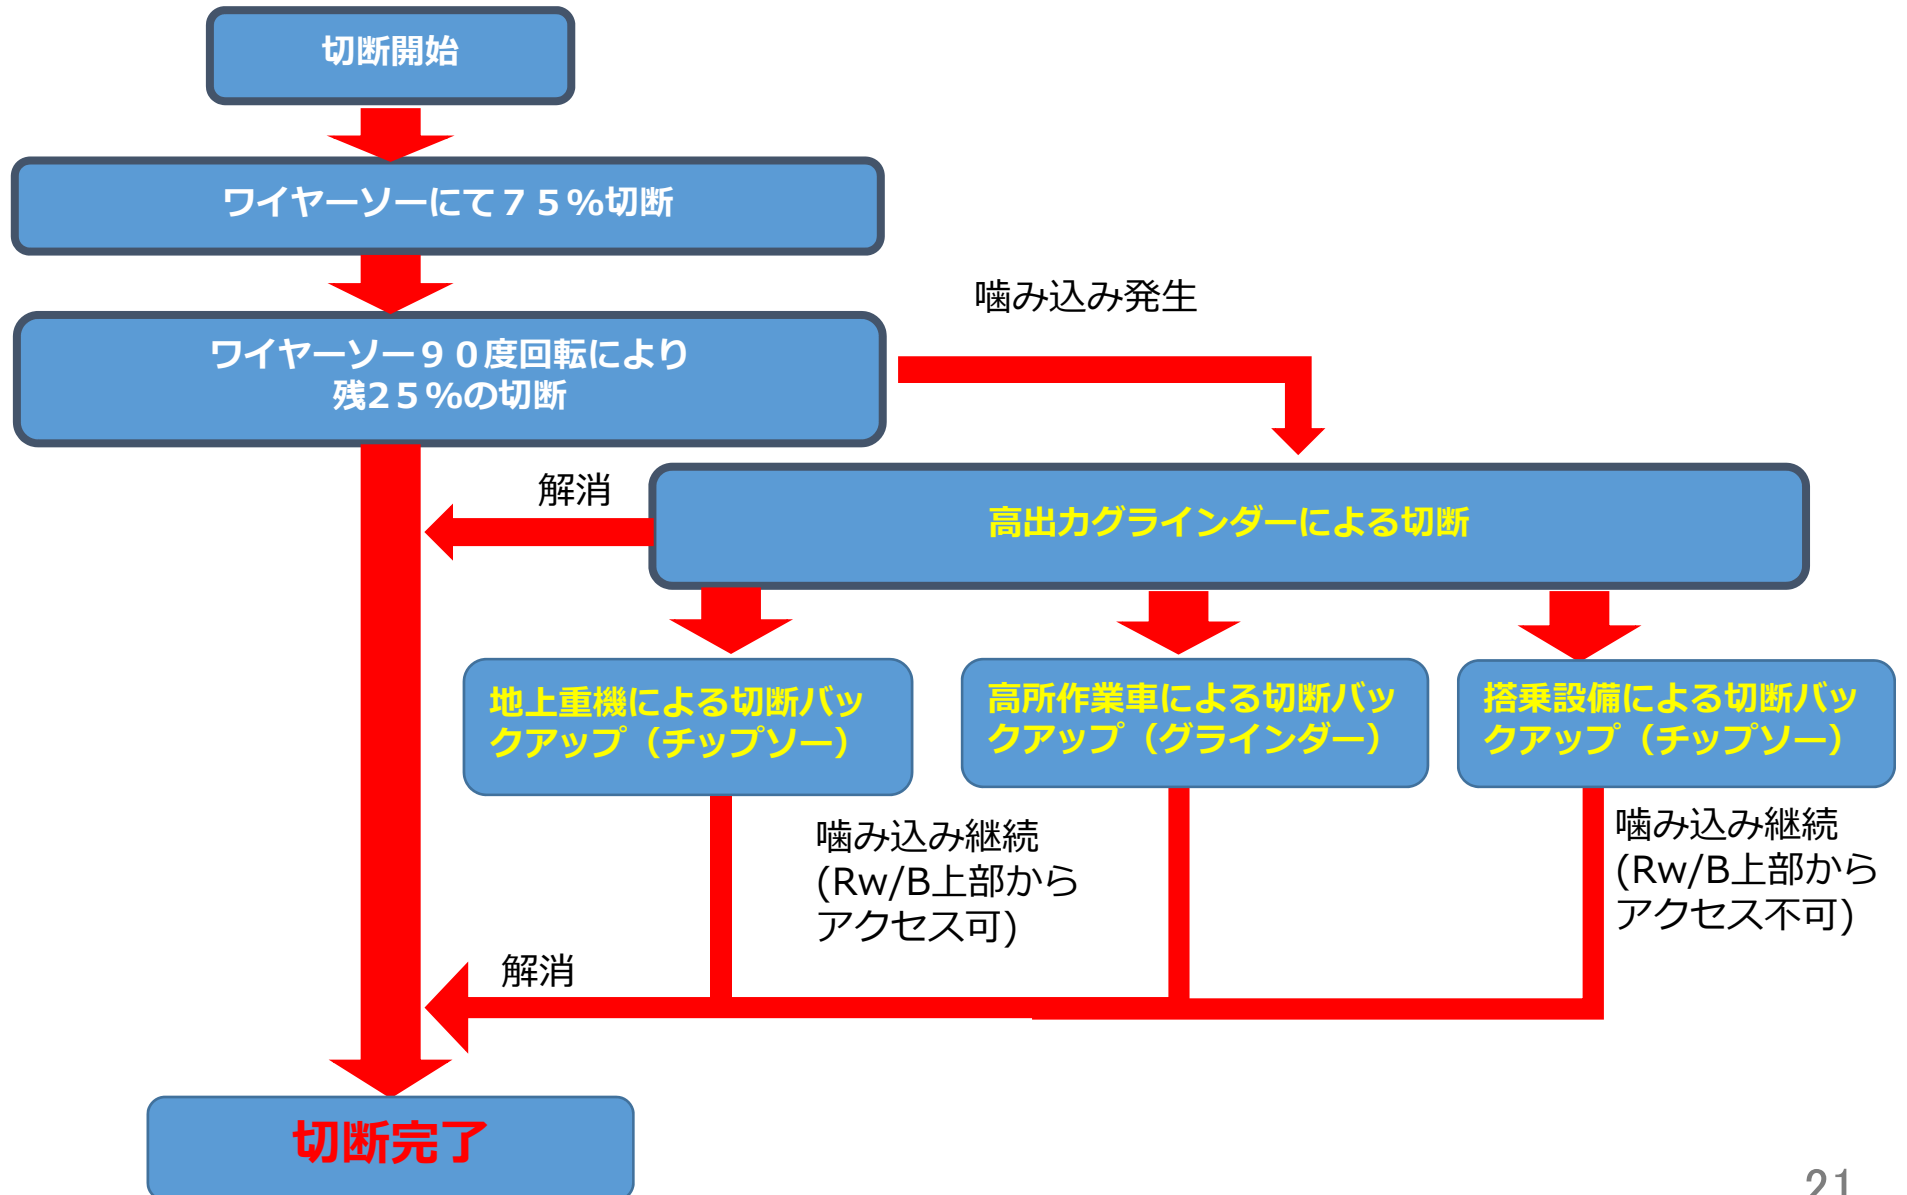 切断開始
ワイヤーソーにて７５%切断
噛み込み発生
ワイヤーソー９０度回転により
残2５%の切断
解消
高出力グラインダーによる切断
地上重機による切断バッ
クアップ（チップソー）
高所作業車による切断バッ
クアップ（グラインダー）
搭乗設備による切断バッ
クアップ（チップソー）
噛み込み継続
(Rw/B上部から
アクセス可)
噛み込み継続
(Rw/B上部から
アクセス不可)
解消
切断完了
21